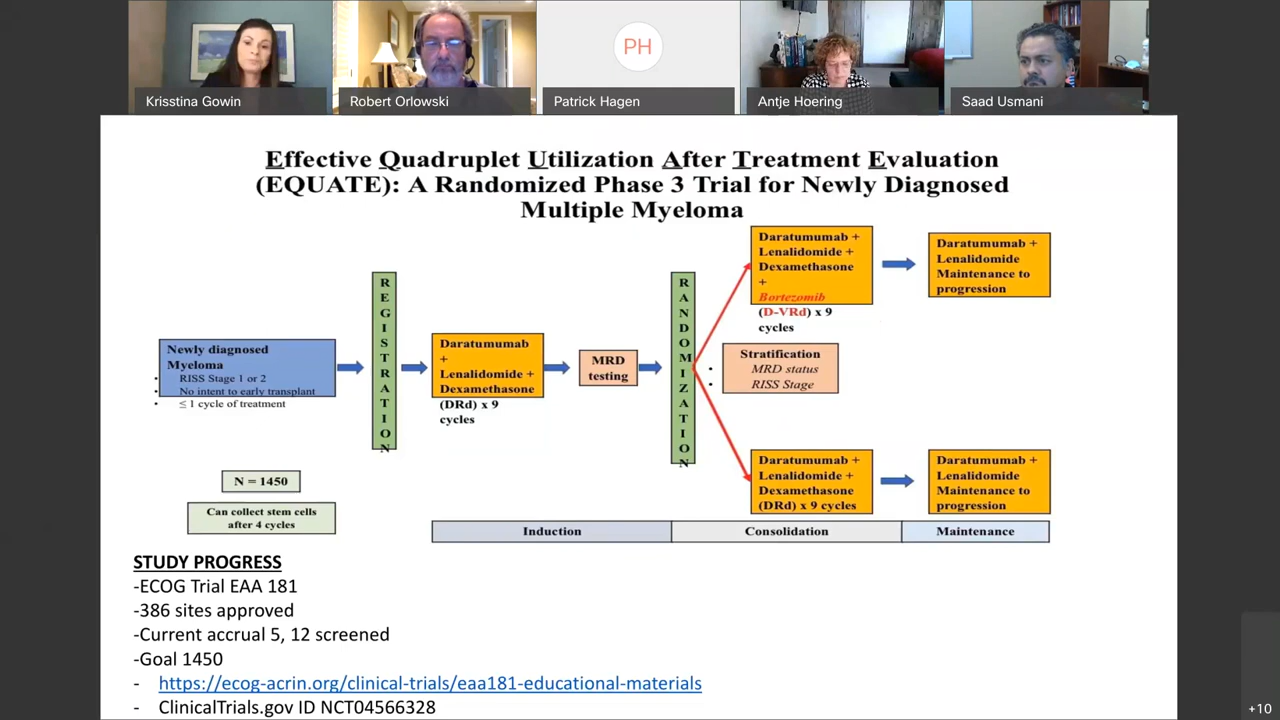 PH
Krisstina Gowin
Robert Orlowski
Patrick Hagen
Antje Hoering
Saad Usmani
Effective Quadruplet Utilization After Treatment Evaluation
(EQUATE): A Randomized Phase 3 Trial for Newly Diagnosed
Multiple Myeloma
Newly diagnosed
Myeloma
• RISS Stage 1 or 2
• No intent to early transplant
• ≤ 1 cycle of treatment
N = 1450
Can collect stem cells
after 4 cycles
REGISTRATION
Daratumumab
+
Lenalidomide +
Dexamethasone
(DRd) x 9
cycles
MRD
testing
RANDOMIZATION
Daratumumab +
Lenalidomide +
Dexamethasone
+
Bortezomib
(D-VRd) x 9
cycles
Daratumumab +
Lenalidomide
Maintenance to
progression
Stratification
• MRD status
• RISS Stage
Daratumumab +
Lenalidomide +
Dexamethasone
(DRd) x 9 cycles
Daratumumab +
Lenalidomide
Maintenance to
progression
Induction
Consolidation
Maintenance
STUDY PROGRESS
-ECOG Trial EAA 181
-386 sites approved
-Current accrual 5, 12 screened
-Goal 1450
- https://ecog-acrin.org/clinical-trials/eaa181-educational-materials
- ClinicalTrials.gov ID NCT04566328
+10